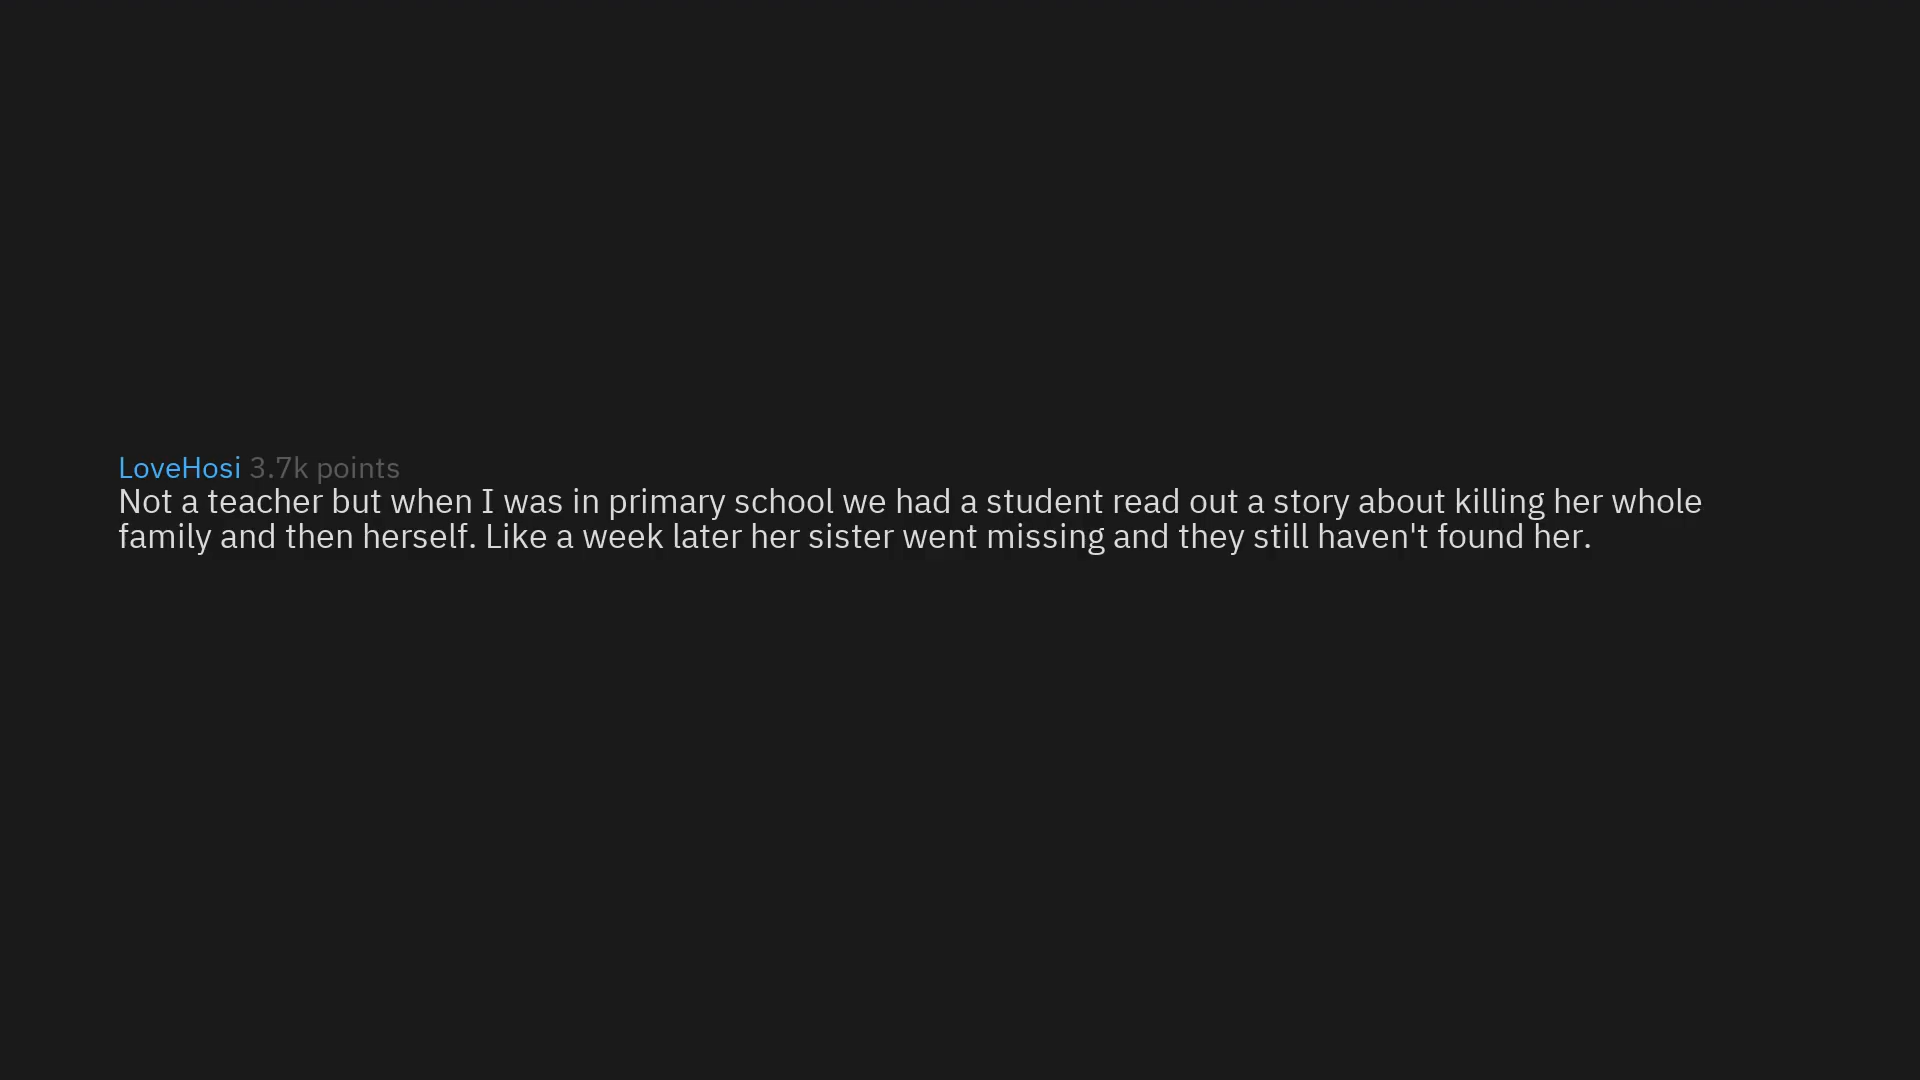 LoveHosi 3.7k points
Not a teacher but when I was in primary school we had a student read out a story about killing her whole
family and then herself. Like a week later her sister went missing and they still haven't found her.